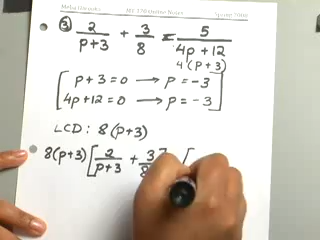 ③ 2/(p+3) + 3/8 = 5/(4p+12)
4(p+3)
[ p+3=0 → p=-3
4p+12=0 → p=-3 ]
LCD: 8(p+3)
8(p+3)[ 2/(p+3) + 3/8 ] [